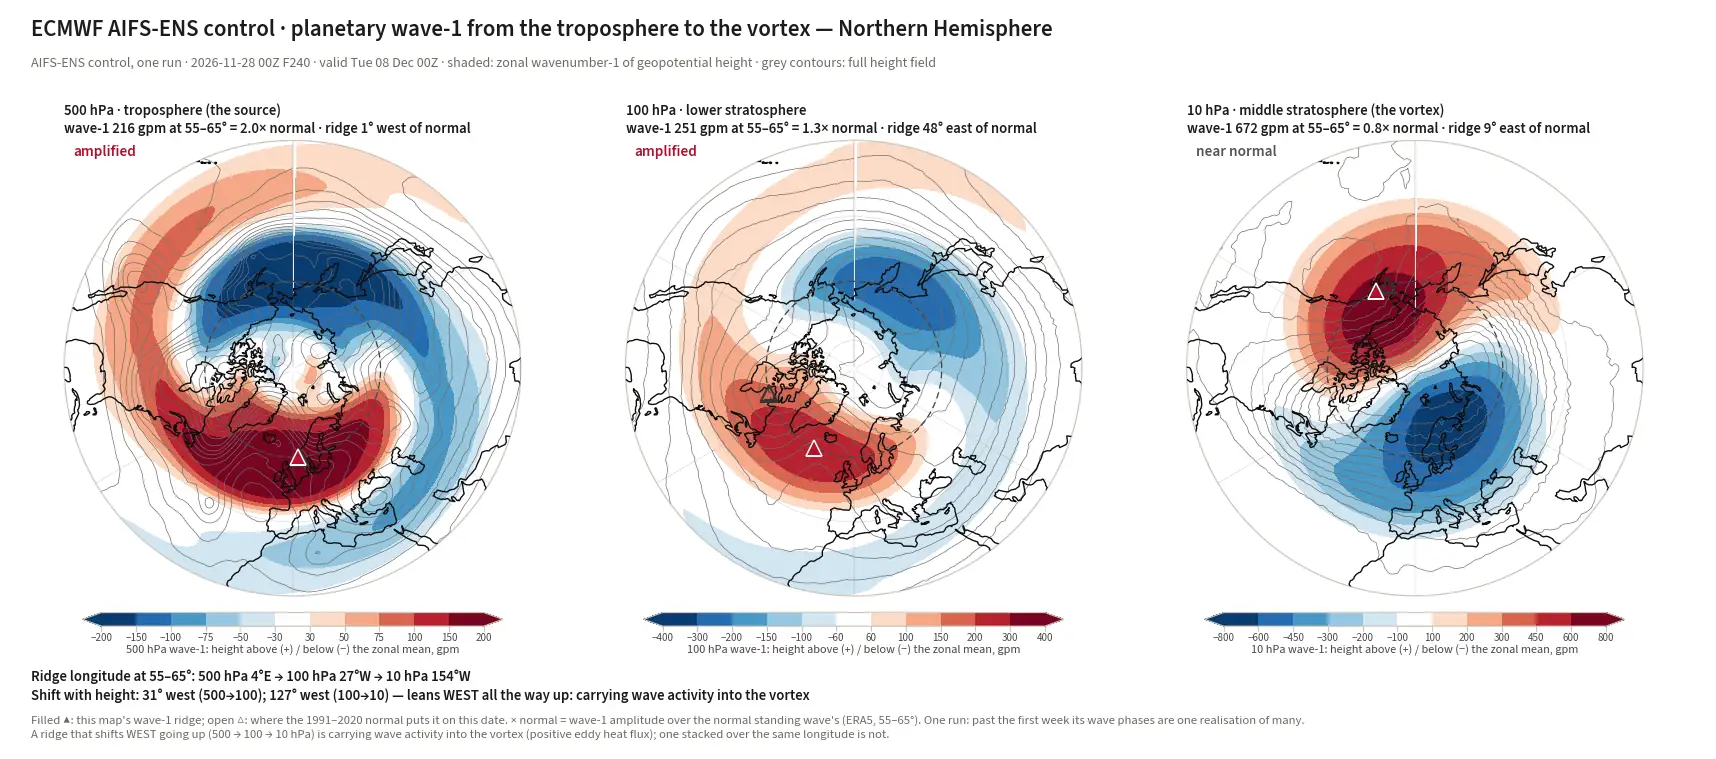 ECMWF AIFS-ENS control · planetary wave-1 from the troposphere to the vortex — Northern Hemisphere
AIFS-ENS control, one run · 2026-11-28 00Z F240 · valid Tue 08 Dec 00Z · shaded: zonal wavenumber-1 of geopotential height · grey contours: full height field
500 hPa · troposphere (the source)
wave-1 216 gpm at 55–65° = 2.0× normal · ridge 1° west of normal
amplified
100 hPa · lower stratosphere
wave-1 251 gpm at 55–65° = 1.3× normal · ridge 48° east of normal
amplified
10 hPa · middle stratosphere (the vortex)
wave-1 672 gpm at 55–65° = 0.8× normal · ridge 9° east of normal
near normal
−200 −150 −100 −75 −50 −30 30 50 75 100 150 200
500 hPa wave-1: height above (+) / below (−) the zonal mean, gpm
−400 −300 −200 −150 −100 −60 60 100 150 200 300 400
100 hPa wave-1: height above (+) / below (−) the zonal mean, gpm
−800 −600 −450 −300 −200 −100 100 200 300 450 600 800
10 hPa wave-1: height above (+) / below (−) the zonal mean, gpm
Ridge longitude at 55–65°: 500 hPa 4°E → 100 hPa 27°W → 10 hPa 154°W
Shift with height: 31° west (500→100); 127° west (100→10) — leans WEST all the way up: carrying wave activity into the vortex
Filled ▲: this map's wave-1 ridge; open △: where the 1991–2020 normal puts it on this date. × normal = wave-1 amplitude over the normal standing wave's (ERA5, 55–65°). One run: past the first week its wave phases are one realisation of many.
A ridge that shifts WEST going up (500 → 100 → 10 hPa) is carrying wave activity into the vortex (positive eddy heat flux); one stacked over the same longitude is not.